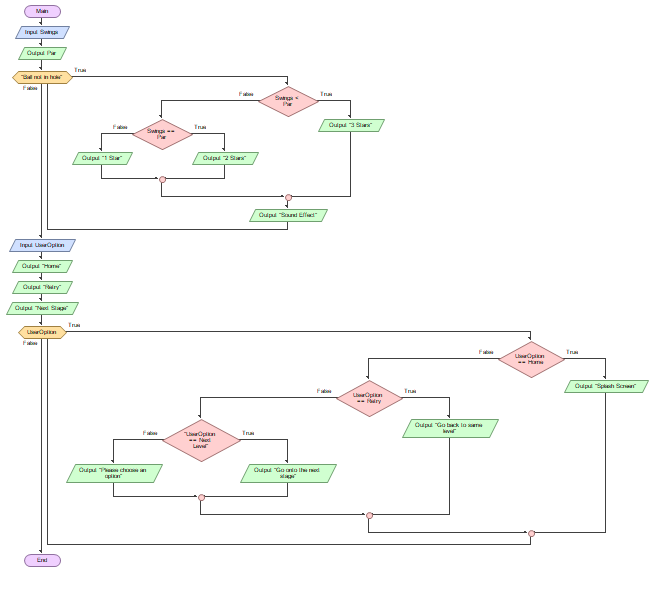 Main
Input Swings
Output Par
"Ball not in hole"
True
False
Swings <
Par
False
True
Output "3 Stars"
Swings ==
Par
False
True
Output "1 Star"
Output "2 Stars"
Output "Sound Effect"
Input UserOption
Output "Home"
Output "Retry"
Output "Next Stage"
UserOption
True
False
UserOption
== Home
False
True
Output "Splash Screen"
UserOption
== Retry
False
True
Output "Go back to same
level"
"UserOption
== Next
Level"
False
True
Output "Please choose an
option"
Output "Go onto the next
stage"
End